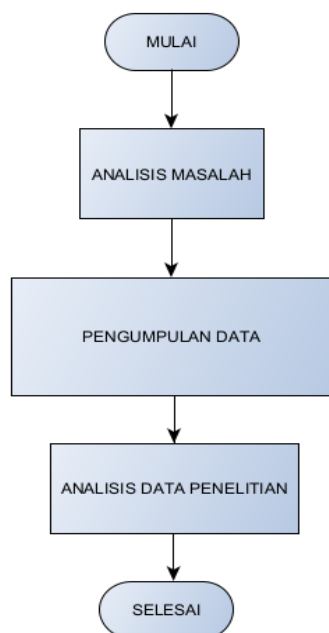 MULAI
ANALISIS MASALAH
PENGUMPULAN DATA
ANALISIS DATA PENELITIAN
SELESAI